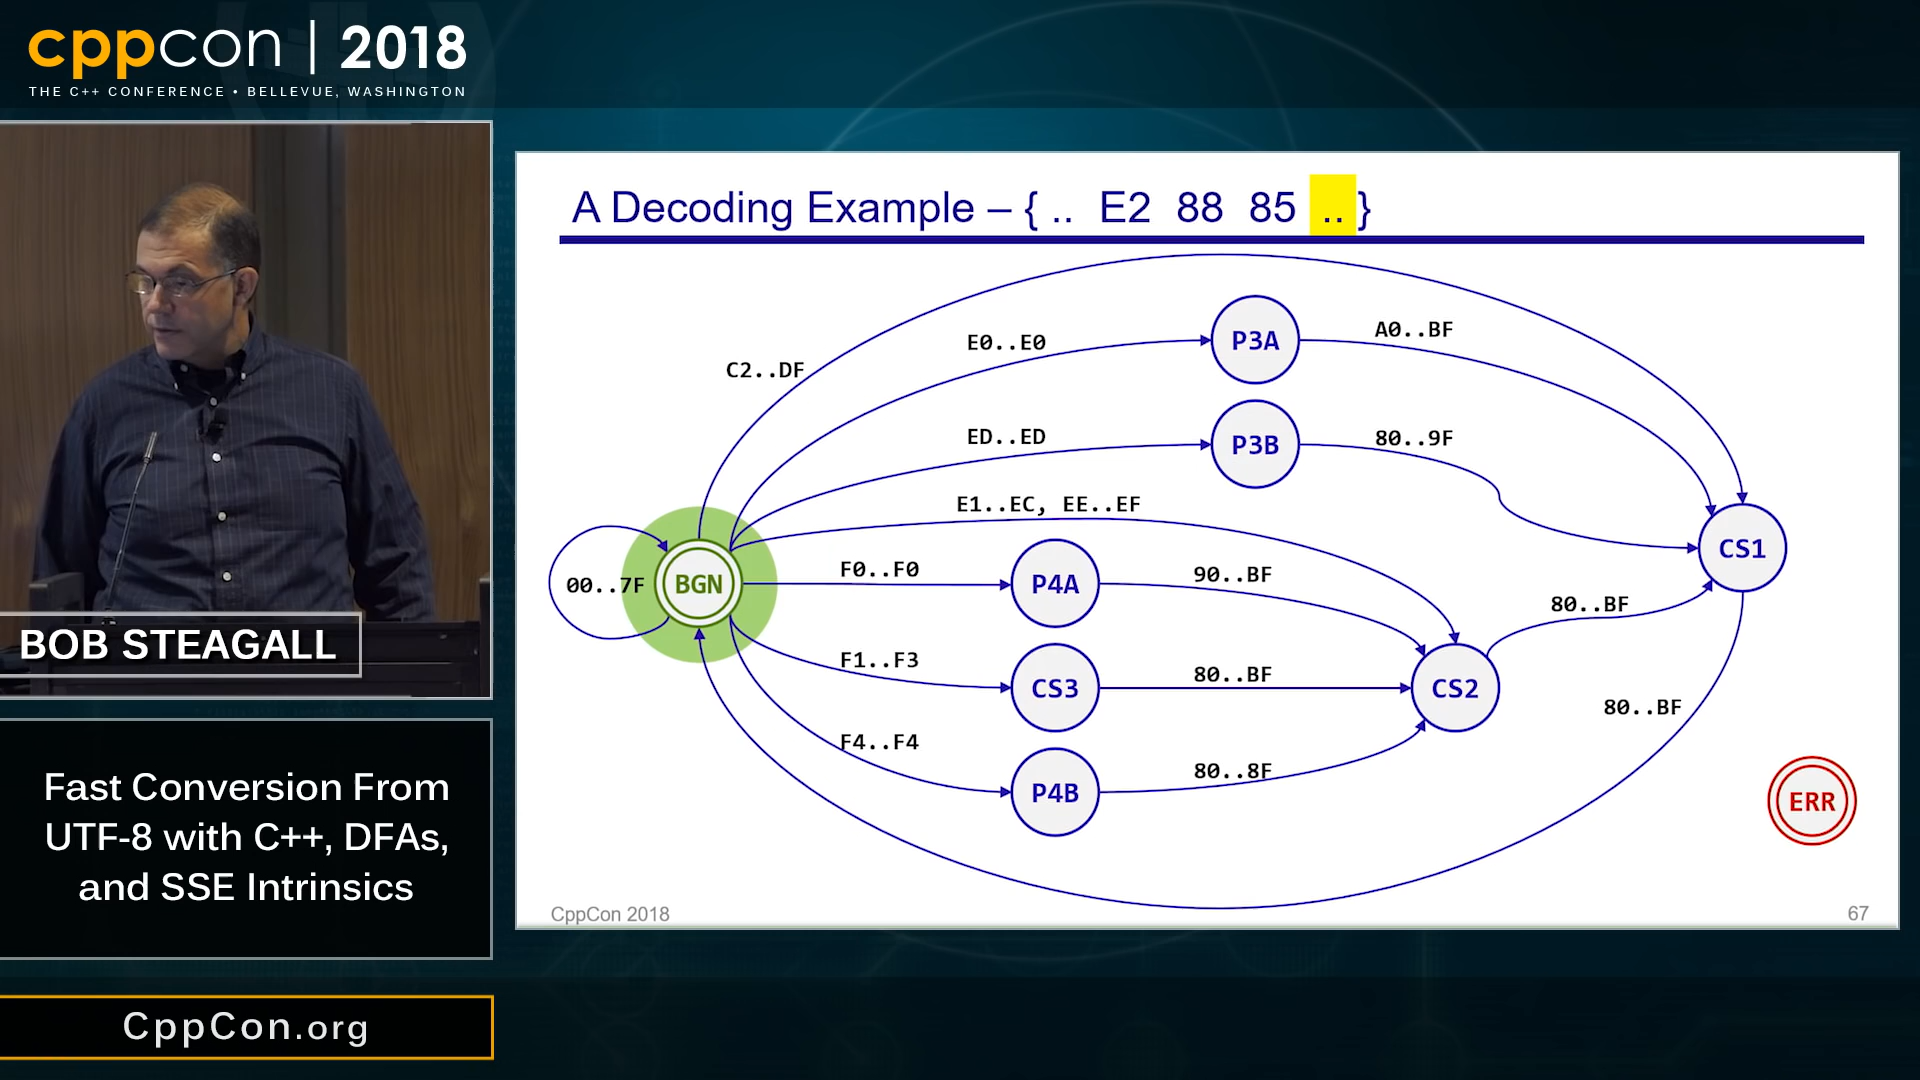 cppcon | 2018
THE C++ CONFERENCE • BELLEVUE, WASHINGTON
BOB STEAGALL
Fast Conversion From
UTF-8 with C++, DFAs,
and SSE Intrinsics
CppCon.org
A Decoding Example – { .. E2 88 85 .. }
C2..DF
E0..E0
P3A
A0..BF
ED..ED
P3B
80..9F
E1..EC, EE..EF
CS1
00..7F
BGN
F0..F0
P4A
90..BF
80..BF
F1..F3
CS3
80..BF
CS2
80..BF
F4..F4
P4B
80..8F
ERR
CppCon 2018
67